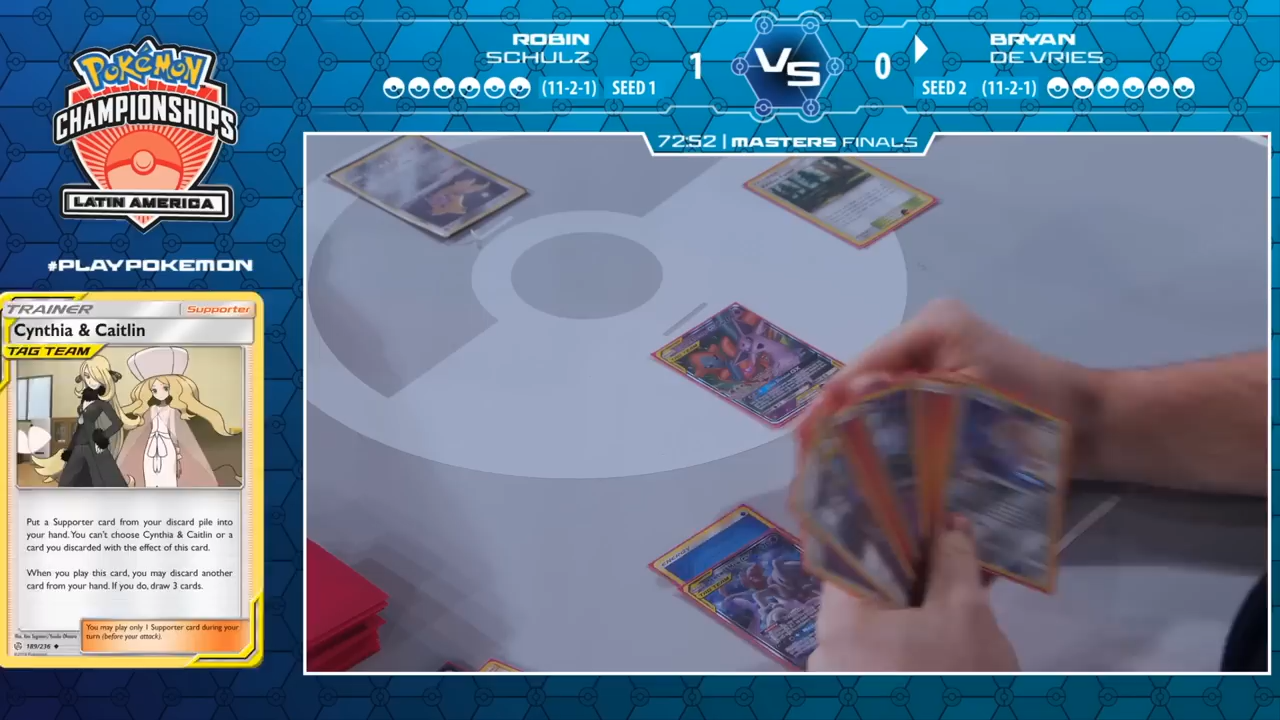 POKÉMON
CHAMPIONSHIPS
LATIN AMERICA
#PLAYPOKEMON
ROBIN
SCHULZ
(11-2-1) SEED 1
1
VS
0
BRYAN
DE VRIES
SEED 2 (11-2-1)
72:52 | MASTERS FINALS
TRAINER Supporter
Cynthia & Caitlin
TAG TEAM
Put a Supporter card from your discard pile into
your hand. You can't choose Cynthia & Caitlin or a
card you discarded with the effect of this card.
When you play this card, you may discard another
card from your hand. If you do, draw 3 cards.
You may play only 1 Supporter card during your
turn (before your attack).
189/236